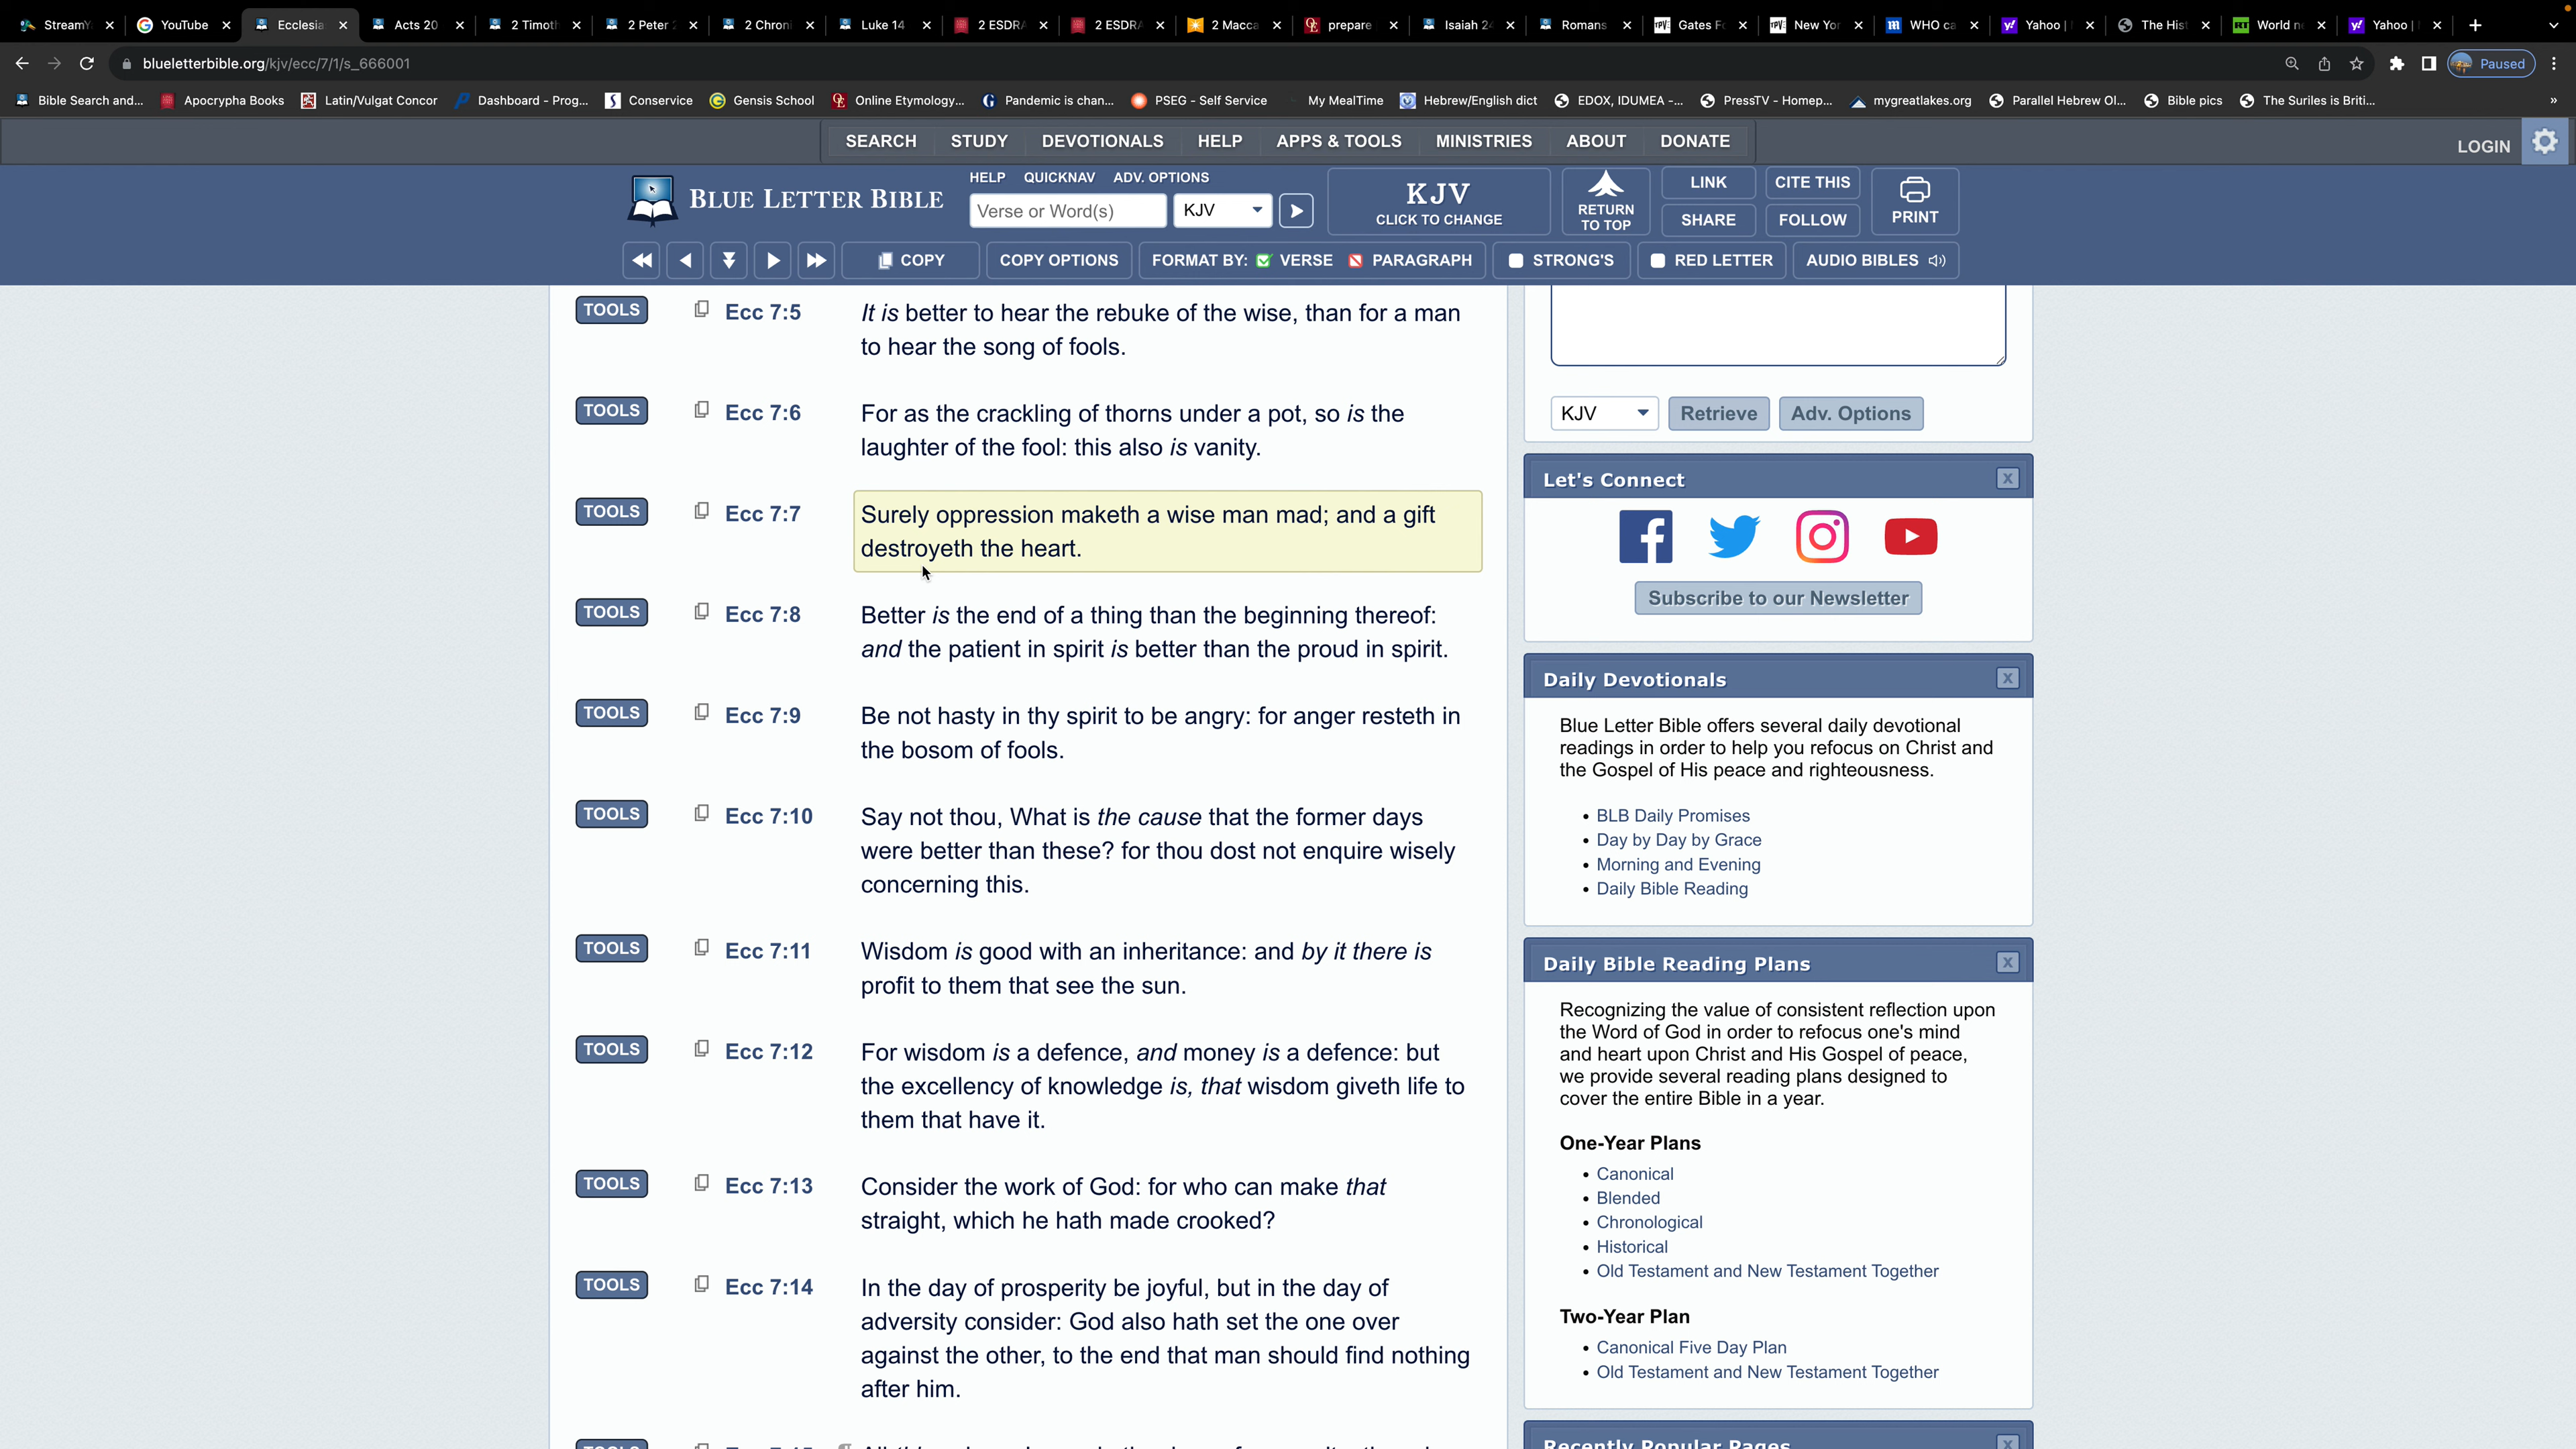 StreamY
YouTube
Ecclesia
Acts 20
2 Timoth
2 Peter 2
2 Chroni
Luke 14
2 ESDRA
2 ESDRA
2 Macca
prepare
Isaiah 24
Romans
Gates Fo
New Yor
WHO ca
Yahoo |
The Hist
World ne
Yahoo |
blueletterbible.org/kjv/ecc/7/1/s_666001
Paused
Bible Search and...
Apocrypha Books
Latin/Vulgat Concor
Dashboard - Prog...
Conservice
Gensis School
Online Etymology...
Pandemic is chan...
PSEG - Self Service
My MealTime
Hebrew/English dict
EDOX, IDUMEA -...
PressTV - Homep...
mygreatlakes.org
Parallel Hebrew Ol...
Bible pics
The Suriles is Briti...
»
SEARCH STUDY DEVOTIONALS HELP APPS & TOOLS MINISTRIES ABOUT DONATE
LOGIN
BLUE LETTER BIBLE
HELP QUICKNAV ADV. OPTIONS
Verse or Word(s)
KJV
KJV
CLICK TO CHANGE
RETURN
TO TOP
LINK
CITE THIS
SHARE
FOLLOW
PRINT
COPY
COPY OPTIONS
FORMAT BY: VERSE PARAGRAPH
STRONG'S
RED LETTER
AUDIO BIBLES
TOOLS Ecc 7:5 It is better to hear the rebuke of the wise, than for a man
to hear the song of fools.
TOOLS Ecc 7:6 For as the crackling of thorns under a pot, so is the
laughter of the fool: this also is vanity.
TOOLS Ecc 7:7 Surely oppression maketh a wise man mad; and a gift
destroyeth the heart.
TOOLS Ecc 7:8 Better is the end of a thing than the beginning thereof:
and the patient in spirit is better than the proud in spirit.
TOOLS Ecc 7:9 Be not hasty in thy spirit to be angry: for anger resteth in
the bosom of fools.
TOOLS Ecc 7:10 Say not thou, What is the cause that the former days
were better than these? for thou dost not enquire wisely
concerning this.
TOOLS Ecc 7:11 Wisdom is good with an inheritance: and by it there is
profit to them that see the sun.
TOOLS Ecc 7:12 For wisdom is a defence, and money is a defence: but
the excellency of knowledge is, that wisdom giveth life to
them that have it.
TOOLS Ecc 7:13 Consider the work of God: for who can make that
straight, which he hath made crooked?
TOOLS Ecc 7:14 In the day of prosperity be joyful, but in the day of
adversity consider: God also hath set the one over
against the other, to the end that man should find nothing
after him.
KJV
Retrieve
Adv. Options
Let's Connect
X
Subscribe to our Newsletter
Daily Devotionals
X
Blue Letter Bible offers several daily devotional
readings in order to help you refocus on Christ and
the Gospel of His peace and righteousness.
• BLB Daily Promises
• Day by Day by Grace
• Morning and Evening
• Daily Bible Reading
Daily Bible Reading Plans
X
Recognizing the value of consistent reflection upon
the Word of God in order to refocus one's mind
and heart upon Christ and His Gospel of peace,
we provide several reading plans designed to
cover the entire Bible in a year.
One-Year Plans
• Canonical
• Blended
• Chronological
• Historical
• Old Testament and New Testament Together
Two-Year Plan
• Canonical Five Day Plan
• Old Testament and New Testament Together
Recently Popular Pages
X